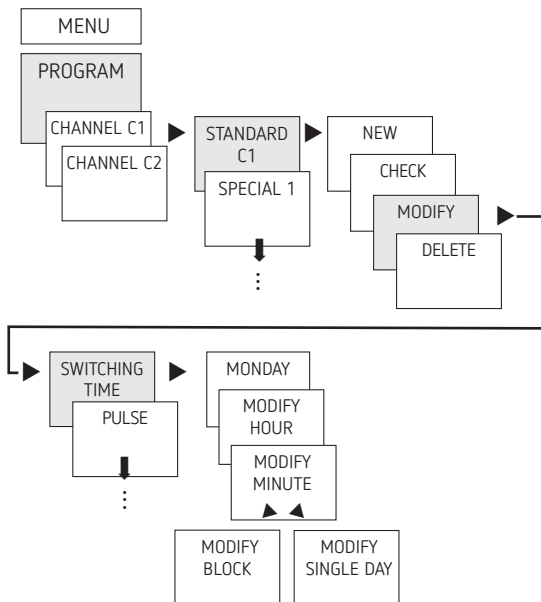 MENU
PROGRAM
CHANNEL C1
CHANNEL C2
STANDARD
C1
SPECIAL 1
NEW
CHECK
MODIFY
DELETE
SWITCHING
TIME
PULSE
MONDAY
MODIFY
HOUR
MODIFY
MINUTE
MODIFY
BLOCK
MODIFY
SINGLE DAY